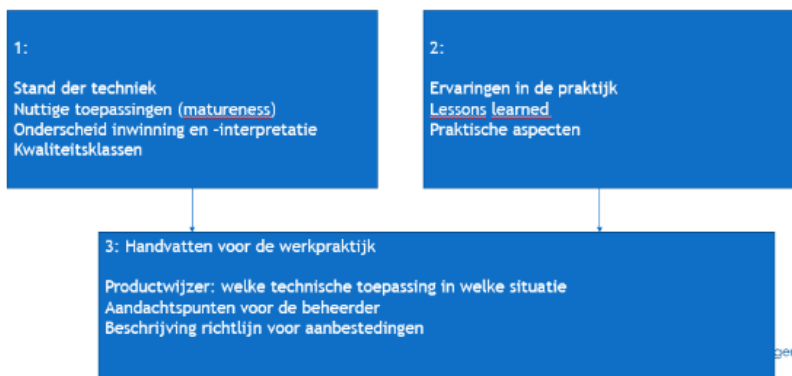 1:
Stand der techniek
Nuttige toepassingen (matureness)
Onderscheid inwinning en -interpretatie
Kwaliteitsklassen
2:
Ervaringen in de praktijk
Lessons learned
Praktische aspecten
3: Handvatten voor de werkpraktijk
Productwijzer: welke technische toepassing in welke situatie
Aandachtspunten voor de beheerder
Beschrijving richtlijn voor aanbestedingen